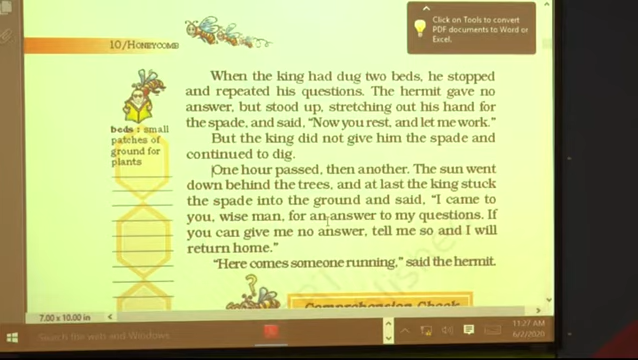 10/HONEYCOMB
Click on Tools to convert
PDF documents to Word or
Excel.
When the king had dug two beds, he stopped
and repeated his questions. The hermit gave no
answer, but stood up, stretching out his hand for
the spade, and said, “Now you rest, and let me work.”
But the king did not give him the spade and
continued to dig.
One hour passed, then another. The sun went
down behind the trees, and at last the king stuck
the spade into the ground and said, “I came to
you, wise man, for an answer to my questions. If
you can give me no answer, tell me so and I will
return home.”
“Here comes someone running,” said the hermit.
beds : small
patches of
ground for
plants
Comprehension Check
7.00 x 10.00 in
Search the web and Windows
11:27 AM
6/2/2020